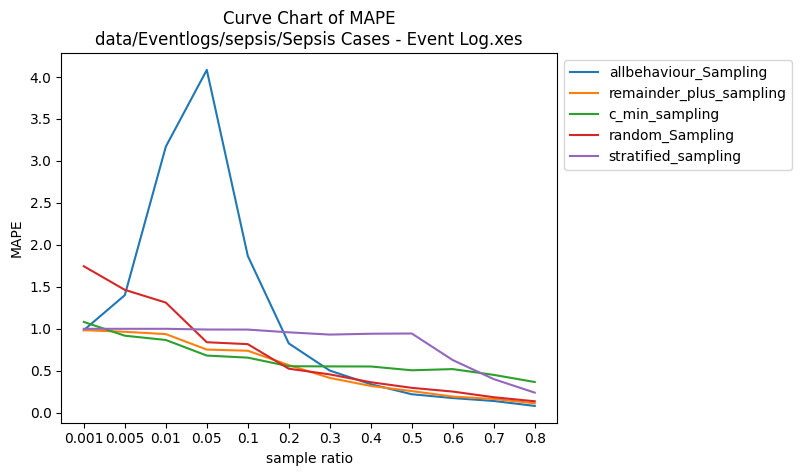 Curve Chart of MAPE
data/Eventlogs/sepsis/Sepsis Cases - Event Log.xes
MAPE
4.0
3.5
3.0
2.5
2.0
1.5
1.0
0.5
0.0
0.001 0.005 0.01 0.05 0.1 0.2 0.3 0.4 0.5 0.6 0.7 0.8
sample ratio
allbehaviour_Sampling
remainder_plus_sampling
c_min_sampling
random_Sampling
stratified_sampling